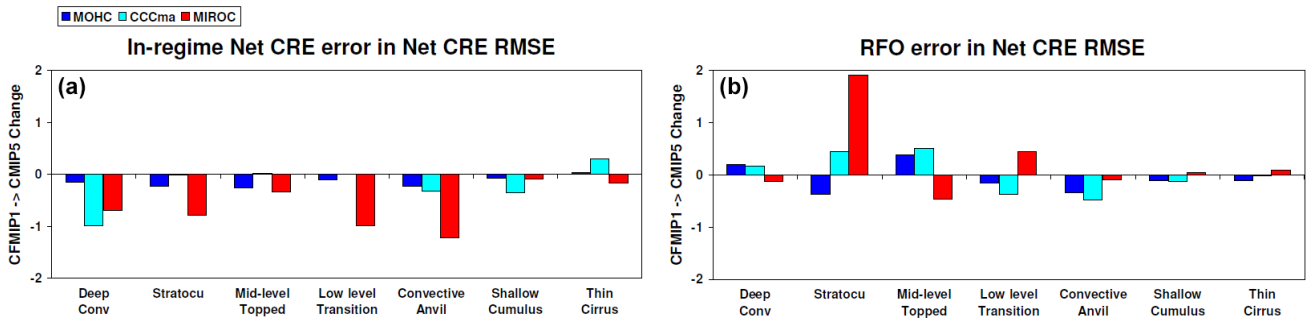 MOHC CCCma MIROC
In-regime Net CRE error in Net CRE RMSE
(a)
CFMIP1 -> CMIP5 Change
2
1
0
-1
-2
Deep Conv
Stratocu
Mid-level Topped
Low level Transition
Convective Anvil
Shallow Cumulus
Thin Cirrus
RFO error in Net CRE RMSE
(b)
CFMIP1 -> CMIP5 Change
2
1
0
-1
-2
Deep Conv
Stratocu
Mid-level Topped
Low level Transition
Convective Anvil
Shallow Cumulus
Thin Cirrus